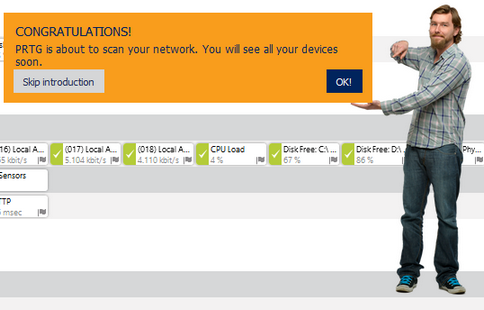 CONGRATULATIONS!
PRTG is about to scan your network. You will see all your devices
soon.
Skip introduction
OK!
16) Local A...
(017) Local A...
(018) Local A...
CPU Load
Disk Free: C:\ ...
Disk Free: D:\ ...
Phy...
5 kbit/s
5.104 kbit/s
4.110 kbit/s
4 %
67 %
86 %
Sensors
TTP
msec